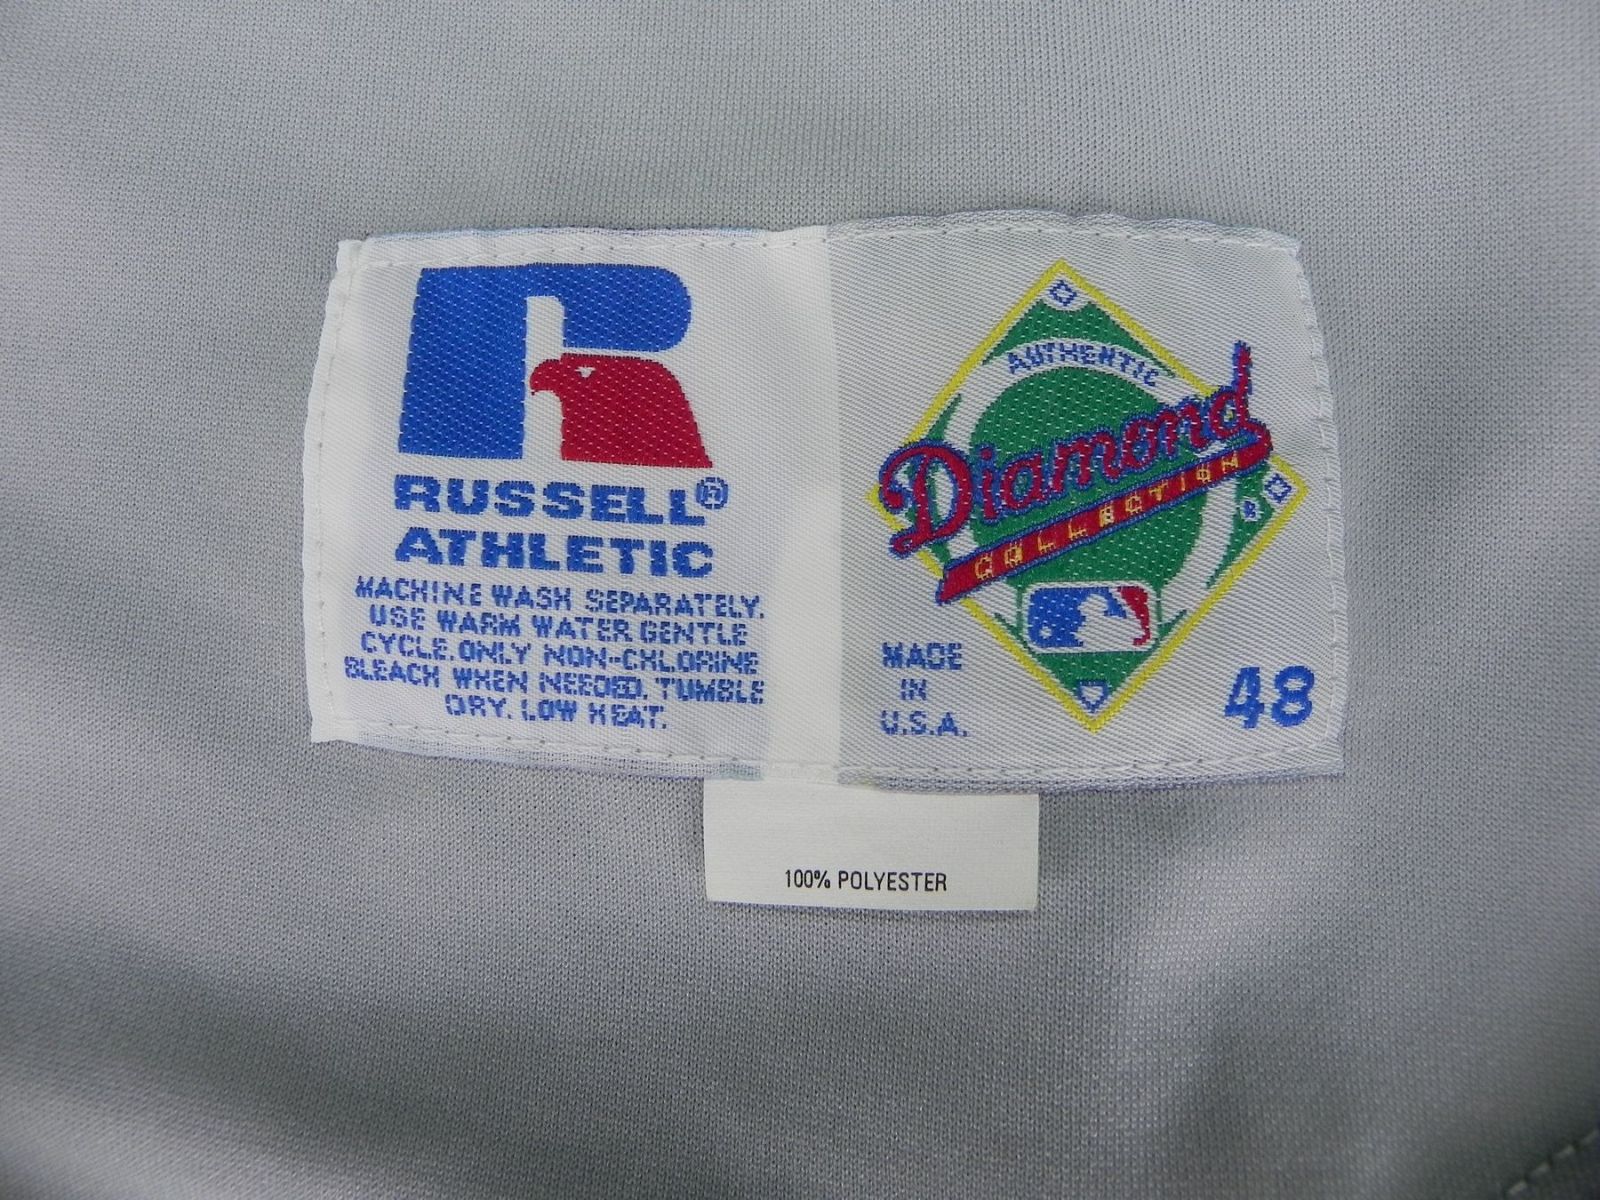 RUSSELL®
ATHLETIC
MACHINE WASH SEPARATELY.
USE WARM WATER GENTLE
CYCLE. ONLY NON-CHLORINE
BLEACH WHEN NEEDED. TUMBLE
DRY. LOW HEAT.
AUTHENTIC
Diamond
COLLECTION
®
MADE
IN
U.S.A.
48
100% POLYESTER